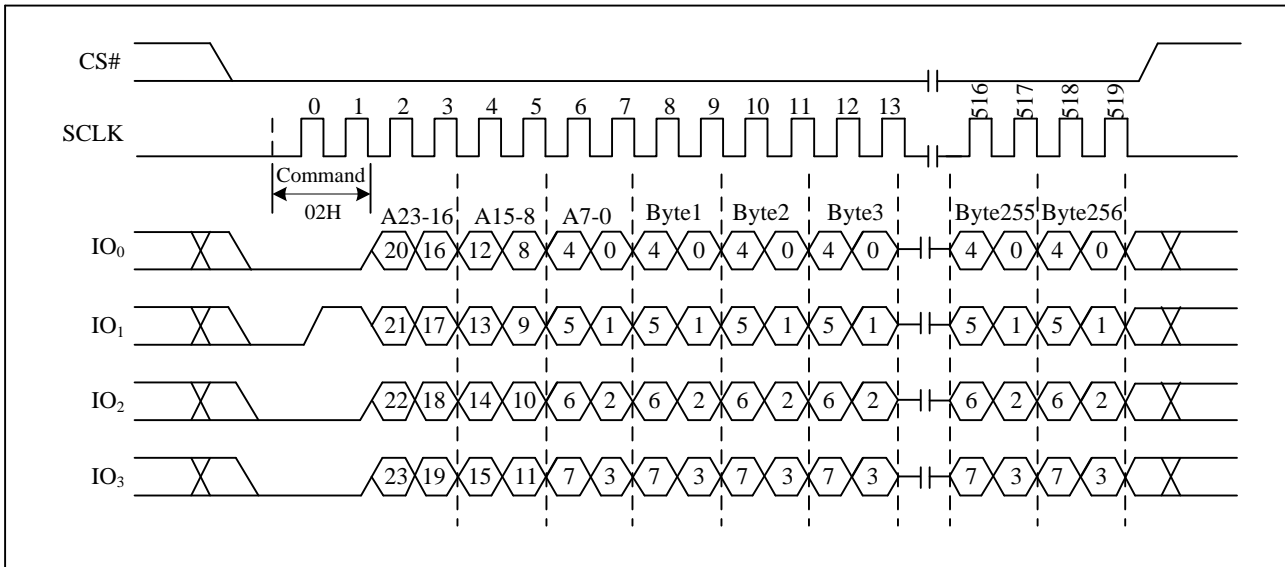 CS#
0 1 2 3 4 5 6 7 8 9 10 11 12 13 516 517 518 519
SCLK
Command
02H
A23-16 A15-8 A7-0 Byte1 Byte2 Byte3 Byte255 Byte256
IO0 20 16 12 8 4 0 4 0 4 0 4 0 4 0 4 0
IO1 21 17 13 9 5 1 5 1 5 1 5 1 5 1 5 1
IO2 22 18 14 10 6 2 6 2 6 2 6 2 6 2 6 2
IO3 23 19 15 11 7 3 7 3 7 3 7 3 7 3 7 3